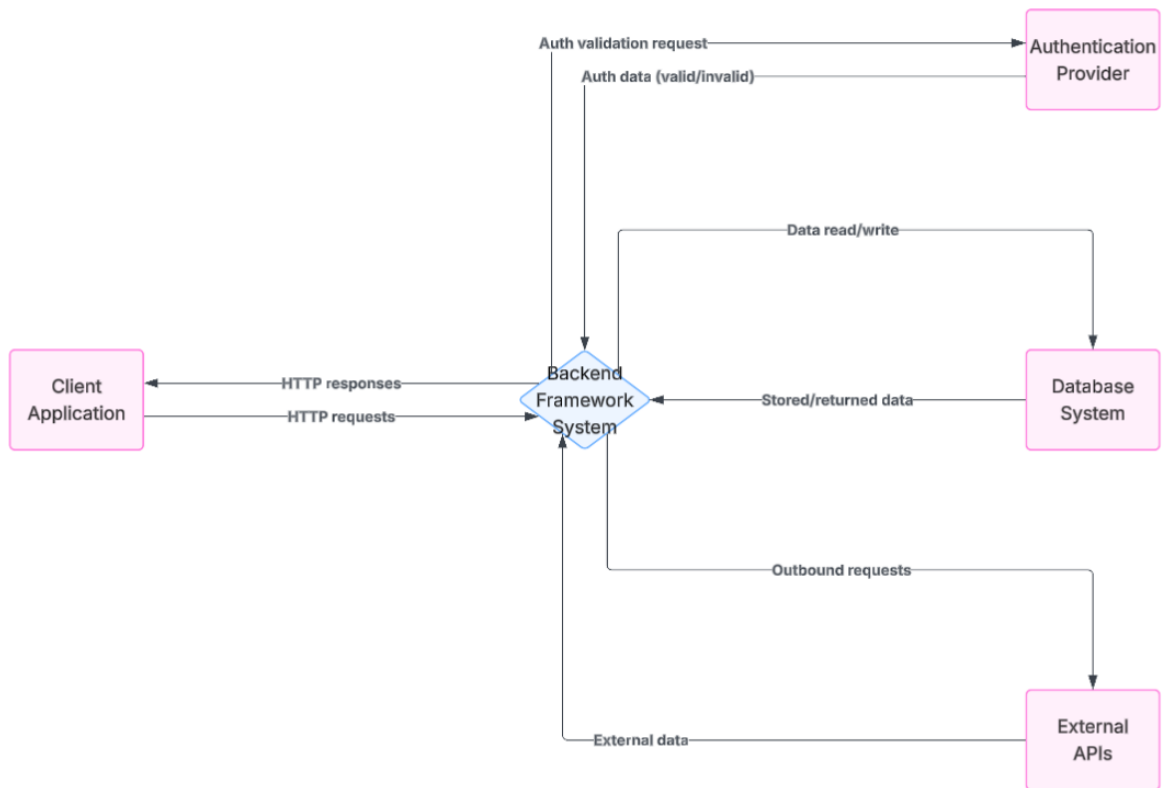 Auth validation request
Authentication
Provider
Auth data (valid/invalid)
Data read/write
Client
Application
HTTP responses
HTTP requests
Backend
Framework
System
Stored/returned data
Database
System
Outbound requests
External data
External
APIs